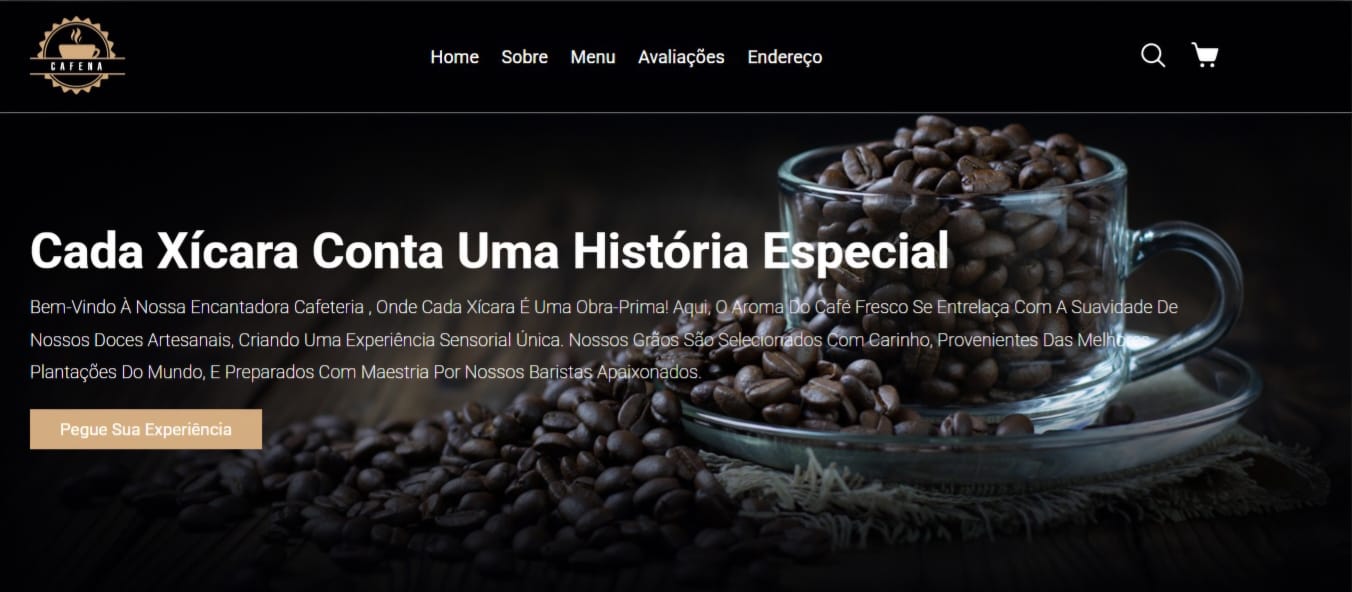 CAFENA
Home Sobre Menu Avaliações Endereço
Cada Xícara Conta Uma História Especial
Bem-Vindo À Nossa Encantadora Cafeteria , Onde Cada Xícara É Uma Obra-Prima! Aqui, O Aroma Do Café Fresco Se Entrelaça Com A Suavidade De
Nossos Doces Artesanais, Criando Uma Experiência Sensorial Única. Nossos Grãos São Selecionados Com Carinho, Provenientes Das Melhores
Plantações Do Mundo, E Preparados Com Maestria Por Nossos Baristas Apaixonados.
Pegue Sua Experiência